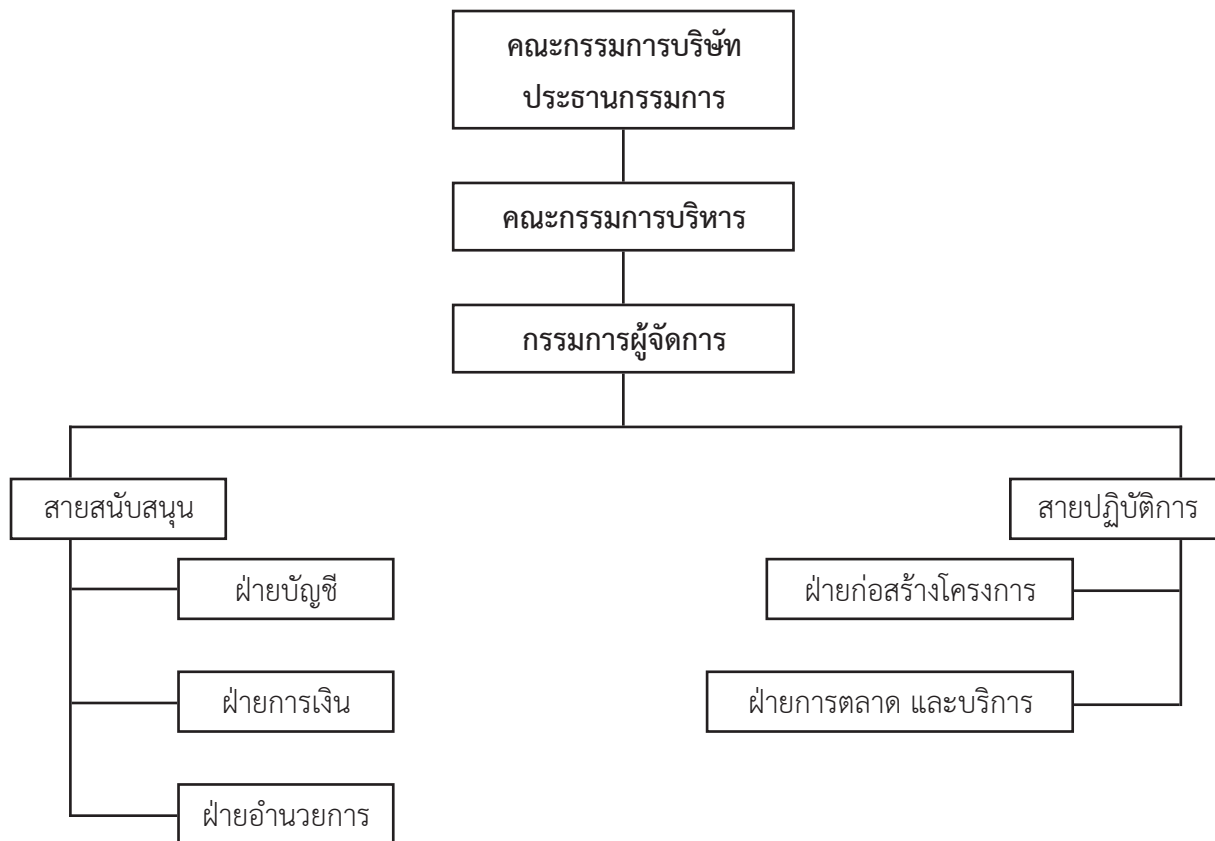 คณะกรรมการบริษัท
ประธานกรรมการ
คณะกรรมการบริหาร
กรรมการผู้จัดการ
สายสนับสนุน
สายปฏิบัติการ
ฝ่ายบัญชี
ฝ่ายก่อสร้างโครงการ
ฝ่ายการเงิน
ฝ่ายการตลาด และบริการ
ฝ่ายอำนวยการ